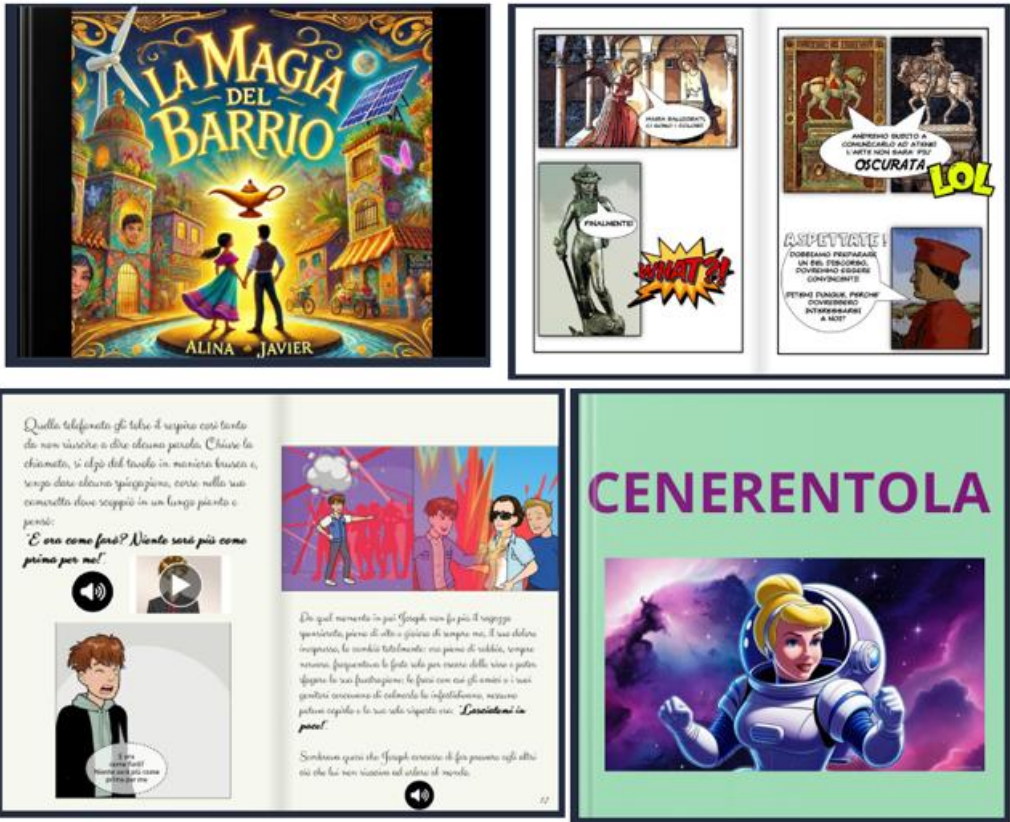 LA MAGIA
DEL
BARRIO
ALINA • JAVIER
MARIA RALLEGRATI,
CI SONO I COLORI!
FINALMENTE!
WHAT?!
ANDREMO SUBITO A
COMUNICARLO AD ATENEO
L'ARTE NON SARA' PIU'
OSCURATA
LOL
ASPETTATE!
DOBBIAMO PREPARARE
UN BEL DISCORSO,
DOVREMMO ESSERE
CONVINCENTI!
DITEMI DUNQUE, PERCHE'
DOVREBBERO
INTERESSARSI
A NOI?
Quella telefonata gli tolse il respiro così tanto
da non riuscire a dire alcuna parola. Chiuse la
chiamata, si alzò dal tavolo in maniera brusca e,
senza dare alcuna spiegazione, corse nella sua
cameretta dove scoppiò in un lungo pianto e
pensò:
"E ora come farò? Niente sarà più come
prima per me!"
E ora
come farò?
Niente sarà più come
prima per me
Da quel momento in poi Joseph non fu più il ragazzo
spensierato, pieno di vita e gioioso di sempre ma, il suo dolore
inespresso, lo cambiò totalmente: era pieno di rabbia, sempre
nervoso, frequentava le feste solo per creare delle risse e poter
sfogare la sua frustrazione; le frasi con cui gli amici e i suoi
genitori cercavano di calmarlo lo infastidivano, nessuno
poteva capirlo e la sua sola risposta era: "Lasciatemi in
pace!".
Sembrava quasi che Joseph cercasse di far provare agli altri
ciò che lui non riusciva ad urlare al mondo.
CENERENTOLA